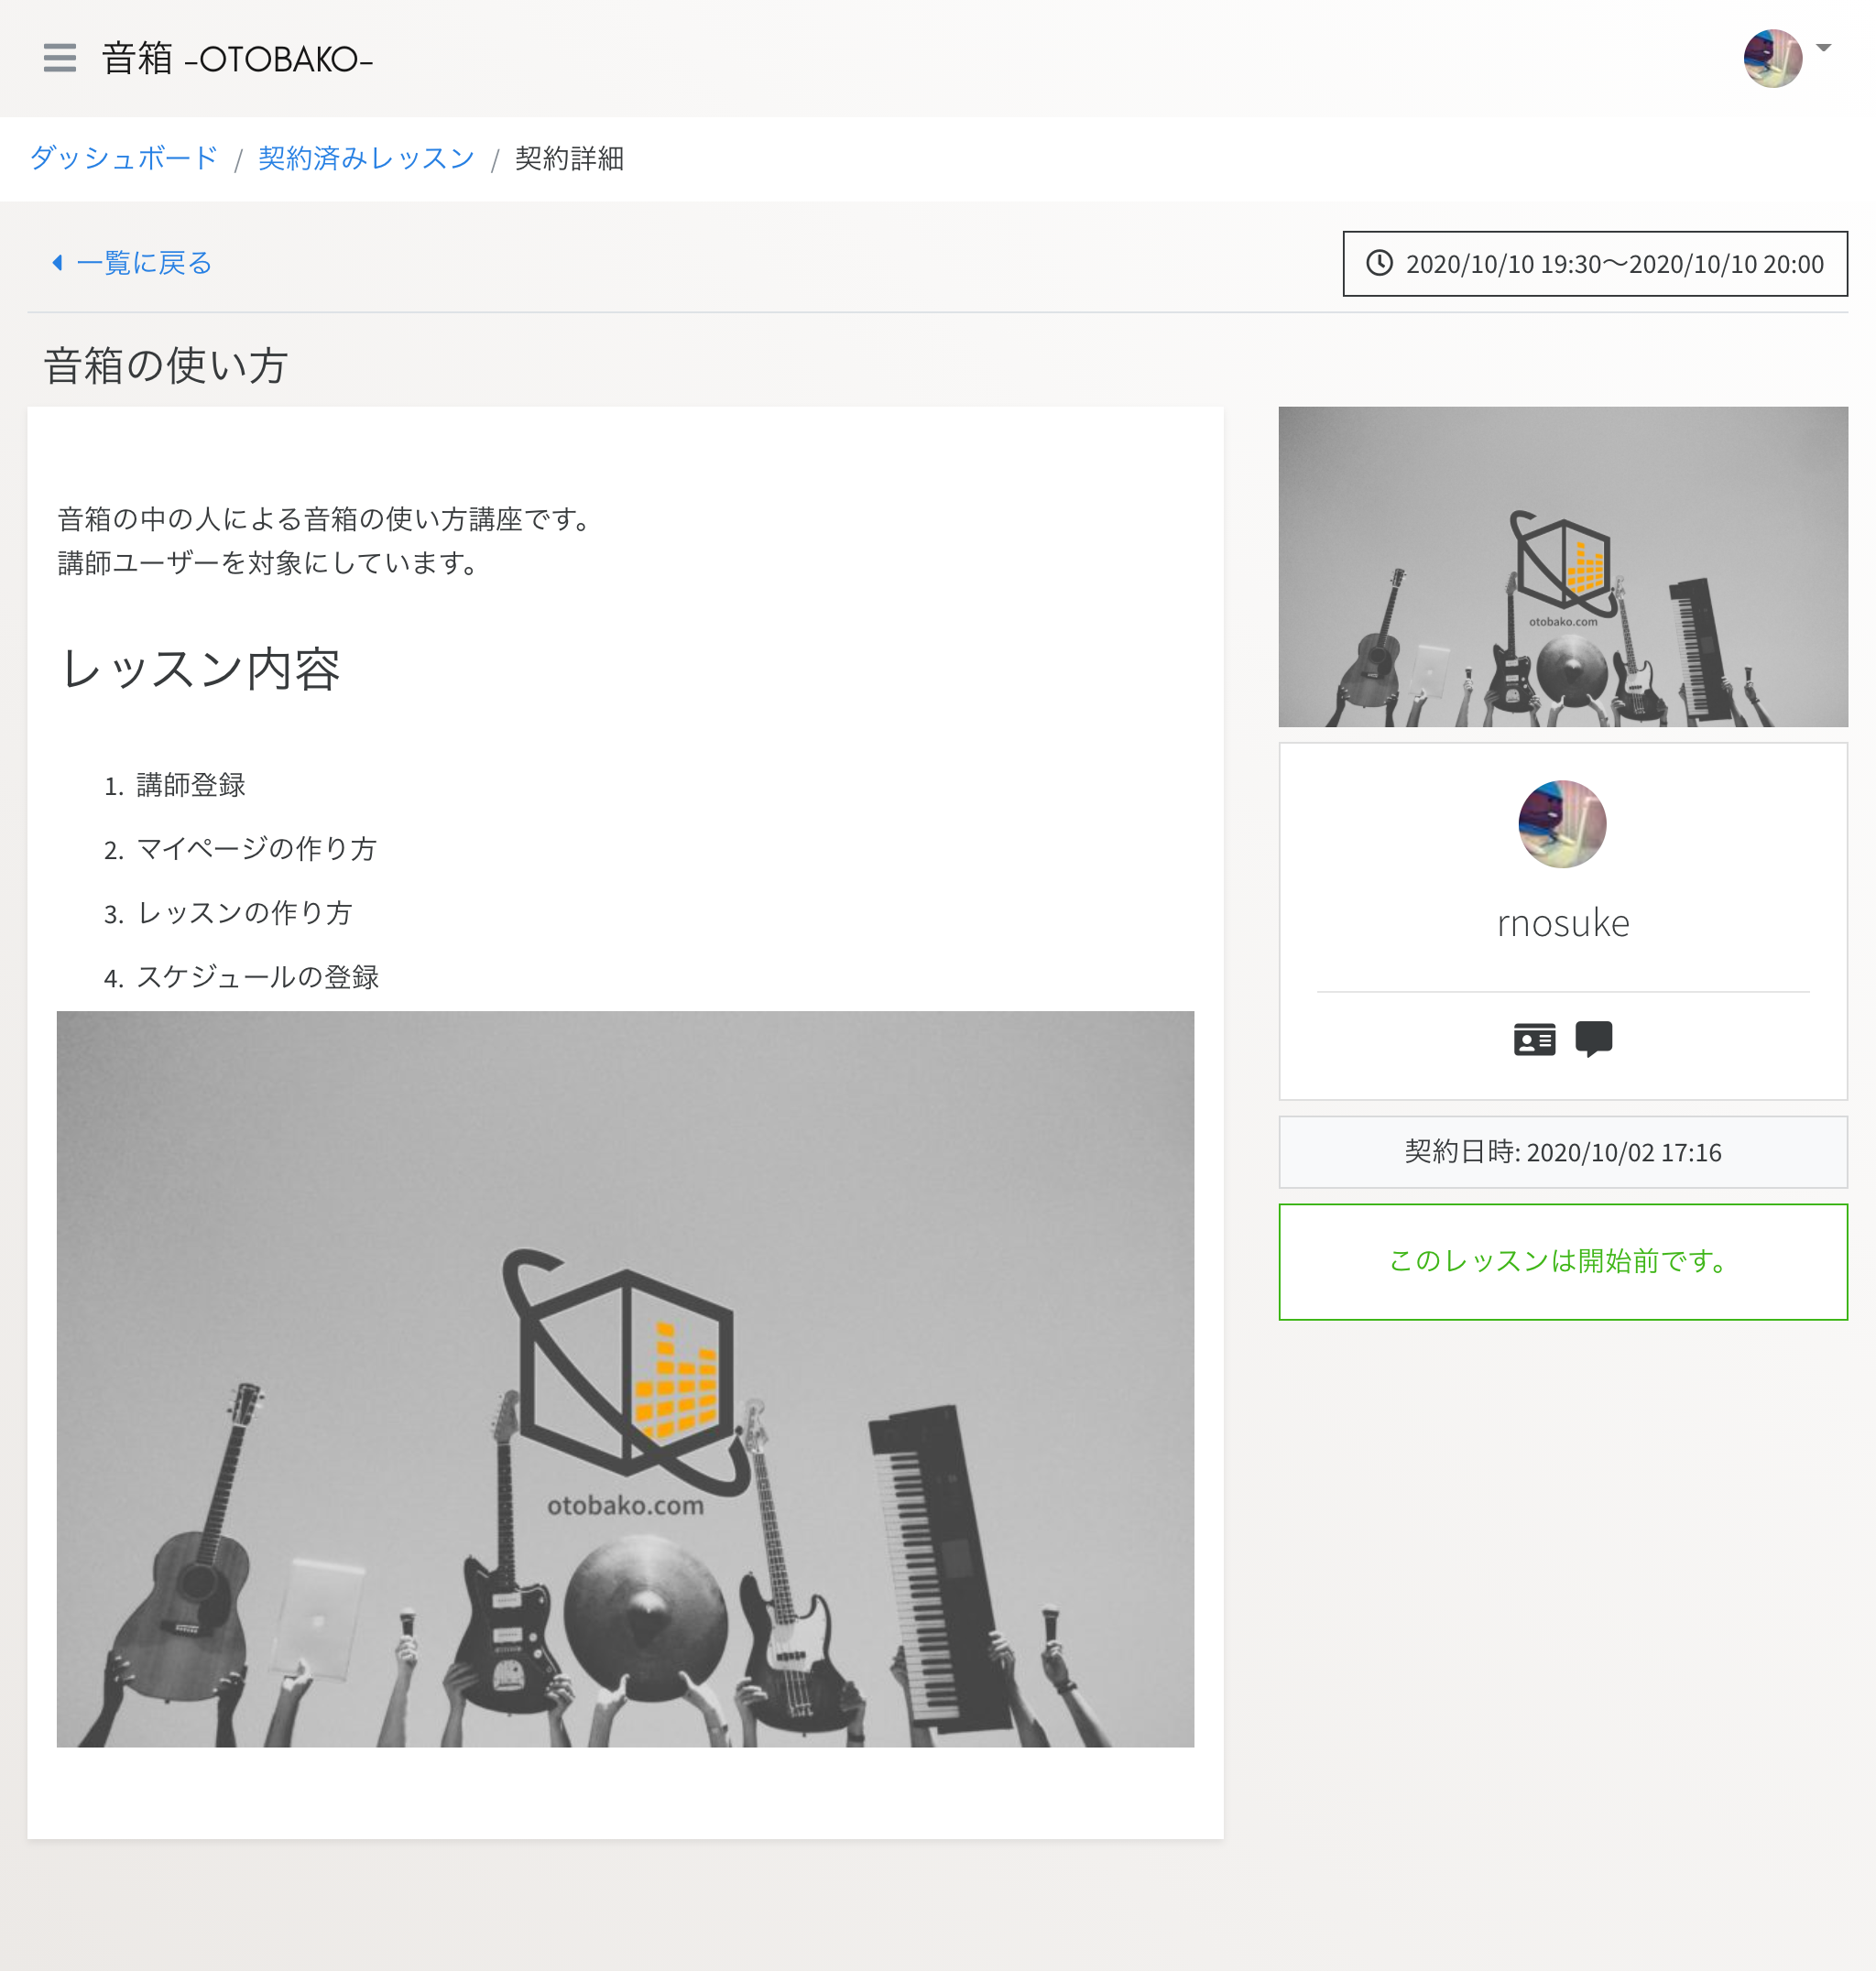 音箱 -OTOBAKO-
ダッシュボード / 契約済みレッスン / 契約詳細
一覧に戻る
2020/10/10 19:30〜2020/10/10 20:00
音箱の使い方
音箱の中の人による音箱の使い方講座です。
講師ユーザーを対象にしています。
レッスン内容
1. 講師登録
2. マイページの作り方
3. レッスンの作り方
4. スケジュールの登録
otobako.com
otobako.com
rnosuke
契約日時: 2020/10/02 17:16
このレッスンは開始前です。